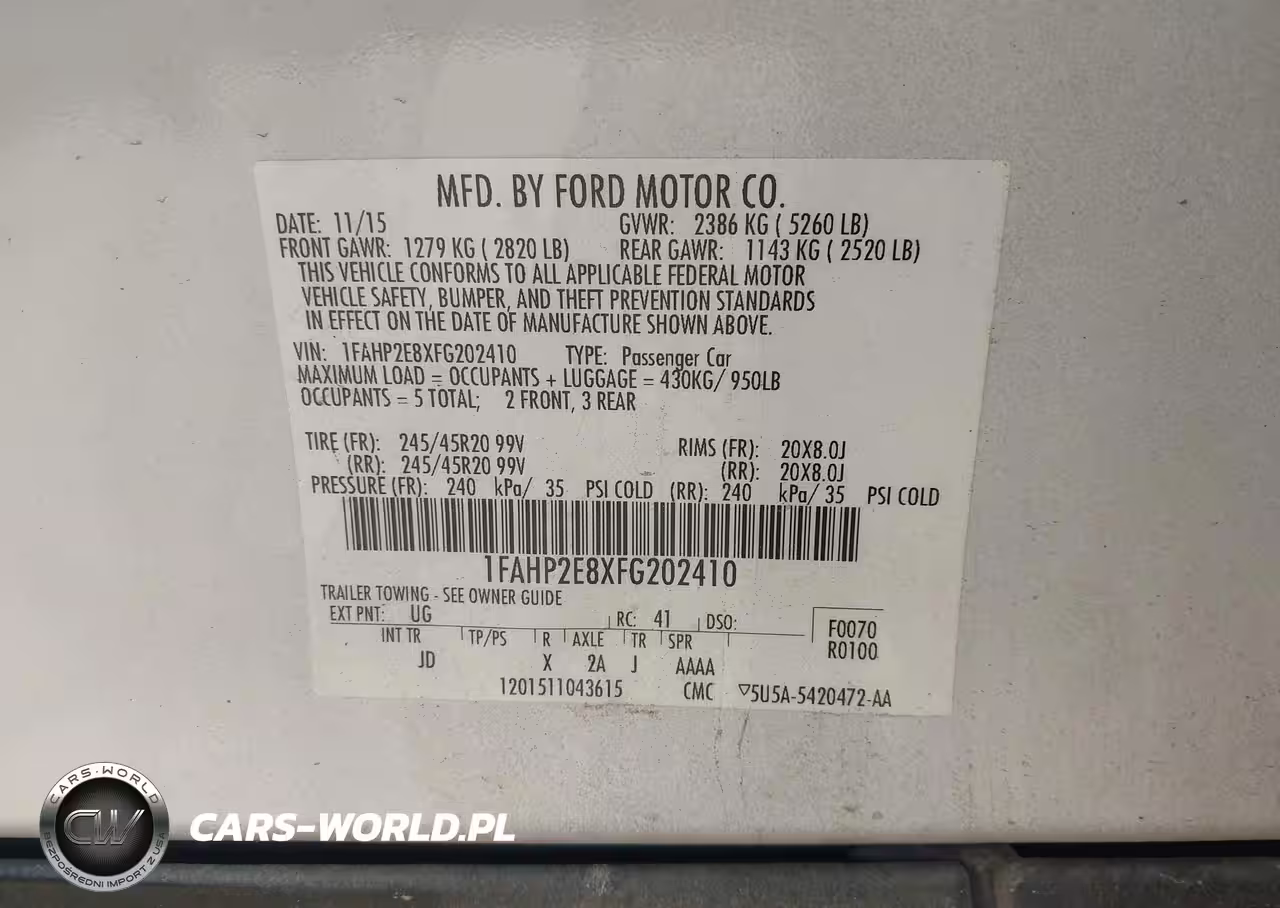 MFD. BY FORD MOTOR CO.
DATE: 11/15 GVWR: 2386 KG ( 5260 LB)
FRONT GAWR: 1279 KG ( 2820 LB) REAR GAWR: 1143 KG ( 2520 LB)
THIS VEHICLE CONFORMS TO ALL APPLICABLE FEDERAL MOTOR
VEHICLE SAFETY, BUMPER, AND THEFT PREVENTION STANDARDS
IN EFFECT ON THE DATE OF MANUFACTURE SHOWN ABOVE.
VIN: 1FAHP2E8XFG202410 TYPE: Passenger Car
MAXIMUM LOAD = OCCUPANTS + LUGGAGE = 430KG/ 950LB
OCCUPANTS = 5 TOTAL; 2 FRONT, 3 REAR
TIRE (FR): 245/45R20 99V RIMS (FR): 20X8.0J
(RR): 245/45R20 99V (RR): 20X8.0J
PRESSURE (FR): 240 kPa/ 35 PSI COLD (RR): 240 kPa/ 35 PSI COLD
1FAHP2E8XFG202410
TRAILER TOWING - SEE OWNER GUIDE
EXT PNT: UG RC: 41 DSO:
F0070
INT TR TP/PS R AXLE TR SPR
R0100
JD X 2A J AAAA
1201511043615 CMC ▽5U5A-5420472-AA
CARS-WORLD
CW
BEZPOŚREDNI IMPORT Z USA
CARS-WORLD.PL